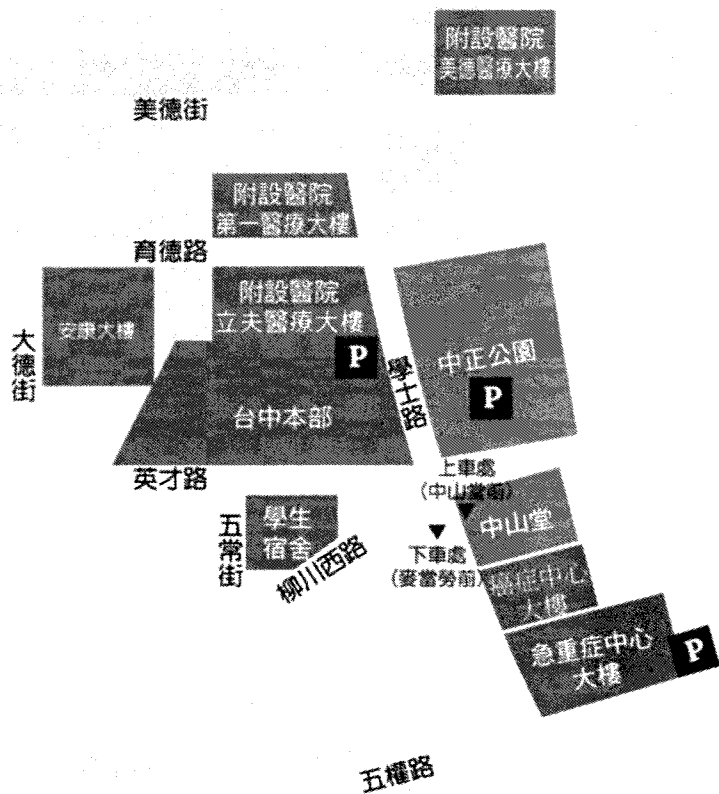 附設醫院
美德醫療大樓
美德街
附設醫院
第一醫療大樓
育德路
附設醫院
立夫醫療大樓
P
安康大樓
大德街
學士路
中正公園
P
台中本部
英才路
上車處
(中山堂前)
中山堂
五常街
學生
宿舍
柳川西路
下車處
(麥當勞前)
癌症中心
大樓
急重症中心
大樓
P
五權路